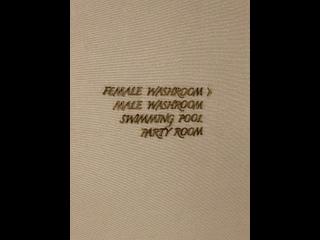 FEMALE WASHROOM >
MALE WASHROOM
SWIMMING POOL
PARTY ROOM